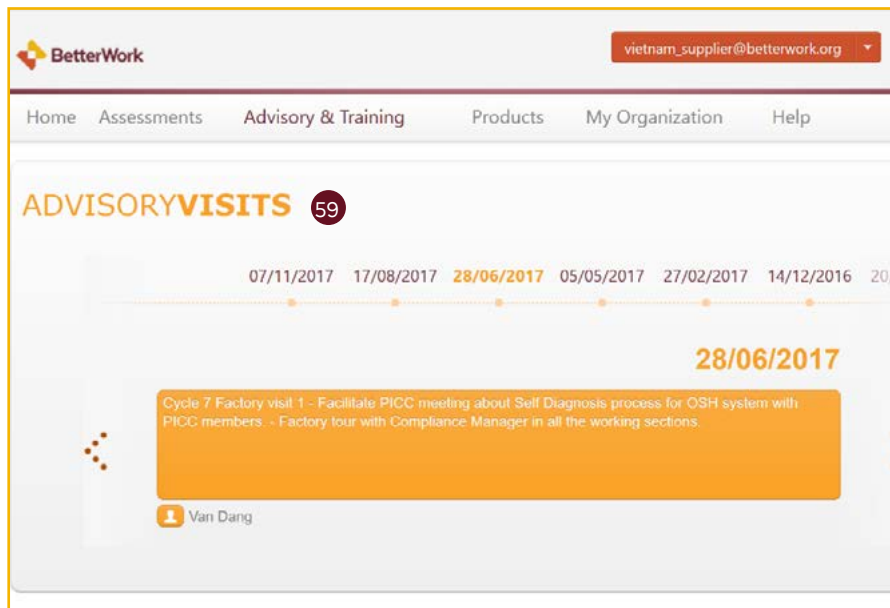 BetterWork
vietnam_supplier@betterwork.org
Home Assessments Advisory & Training Products My Organization Help
ADVISORYVISITS 59
07/11/2017 17/08/2017 28/06/2017 05/05/2017 27/02/2017 14/12/2016 20/
28/06/2017
Cycle 7 Factory visit 1 - Facilitate PICC meeting about Self Diagnosis process for OSH system with
PICC members. - Factory tour with Compliance Manager in all the working sections.
Van Dang